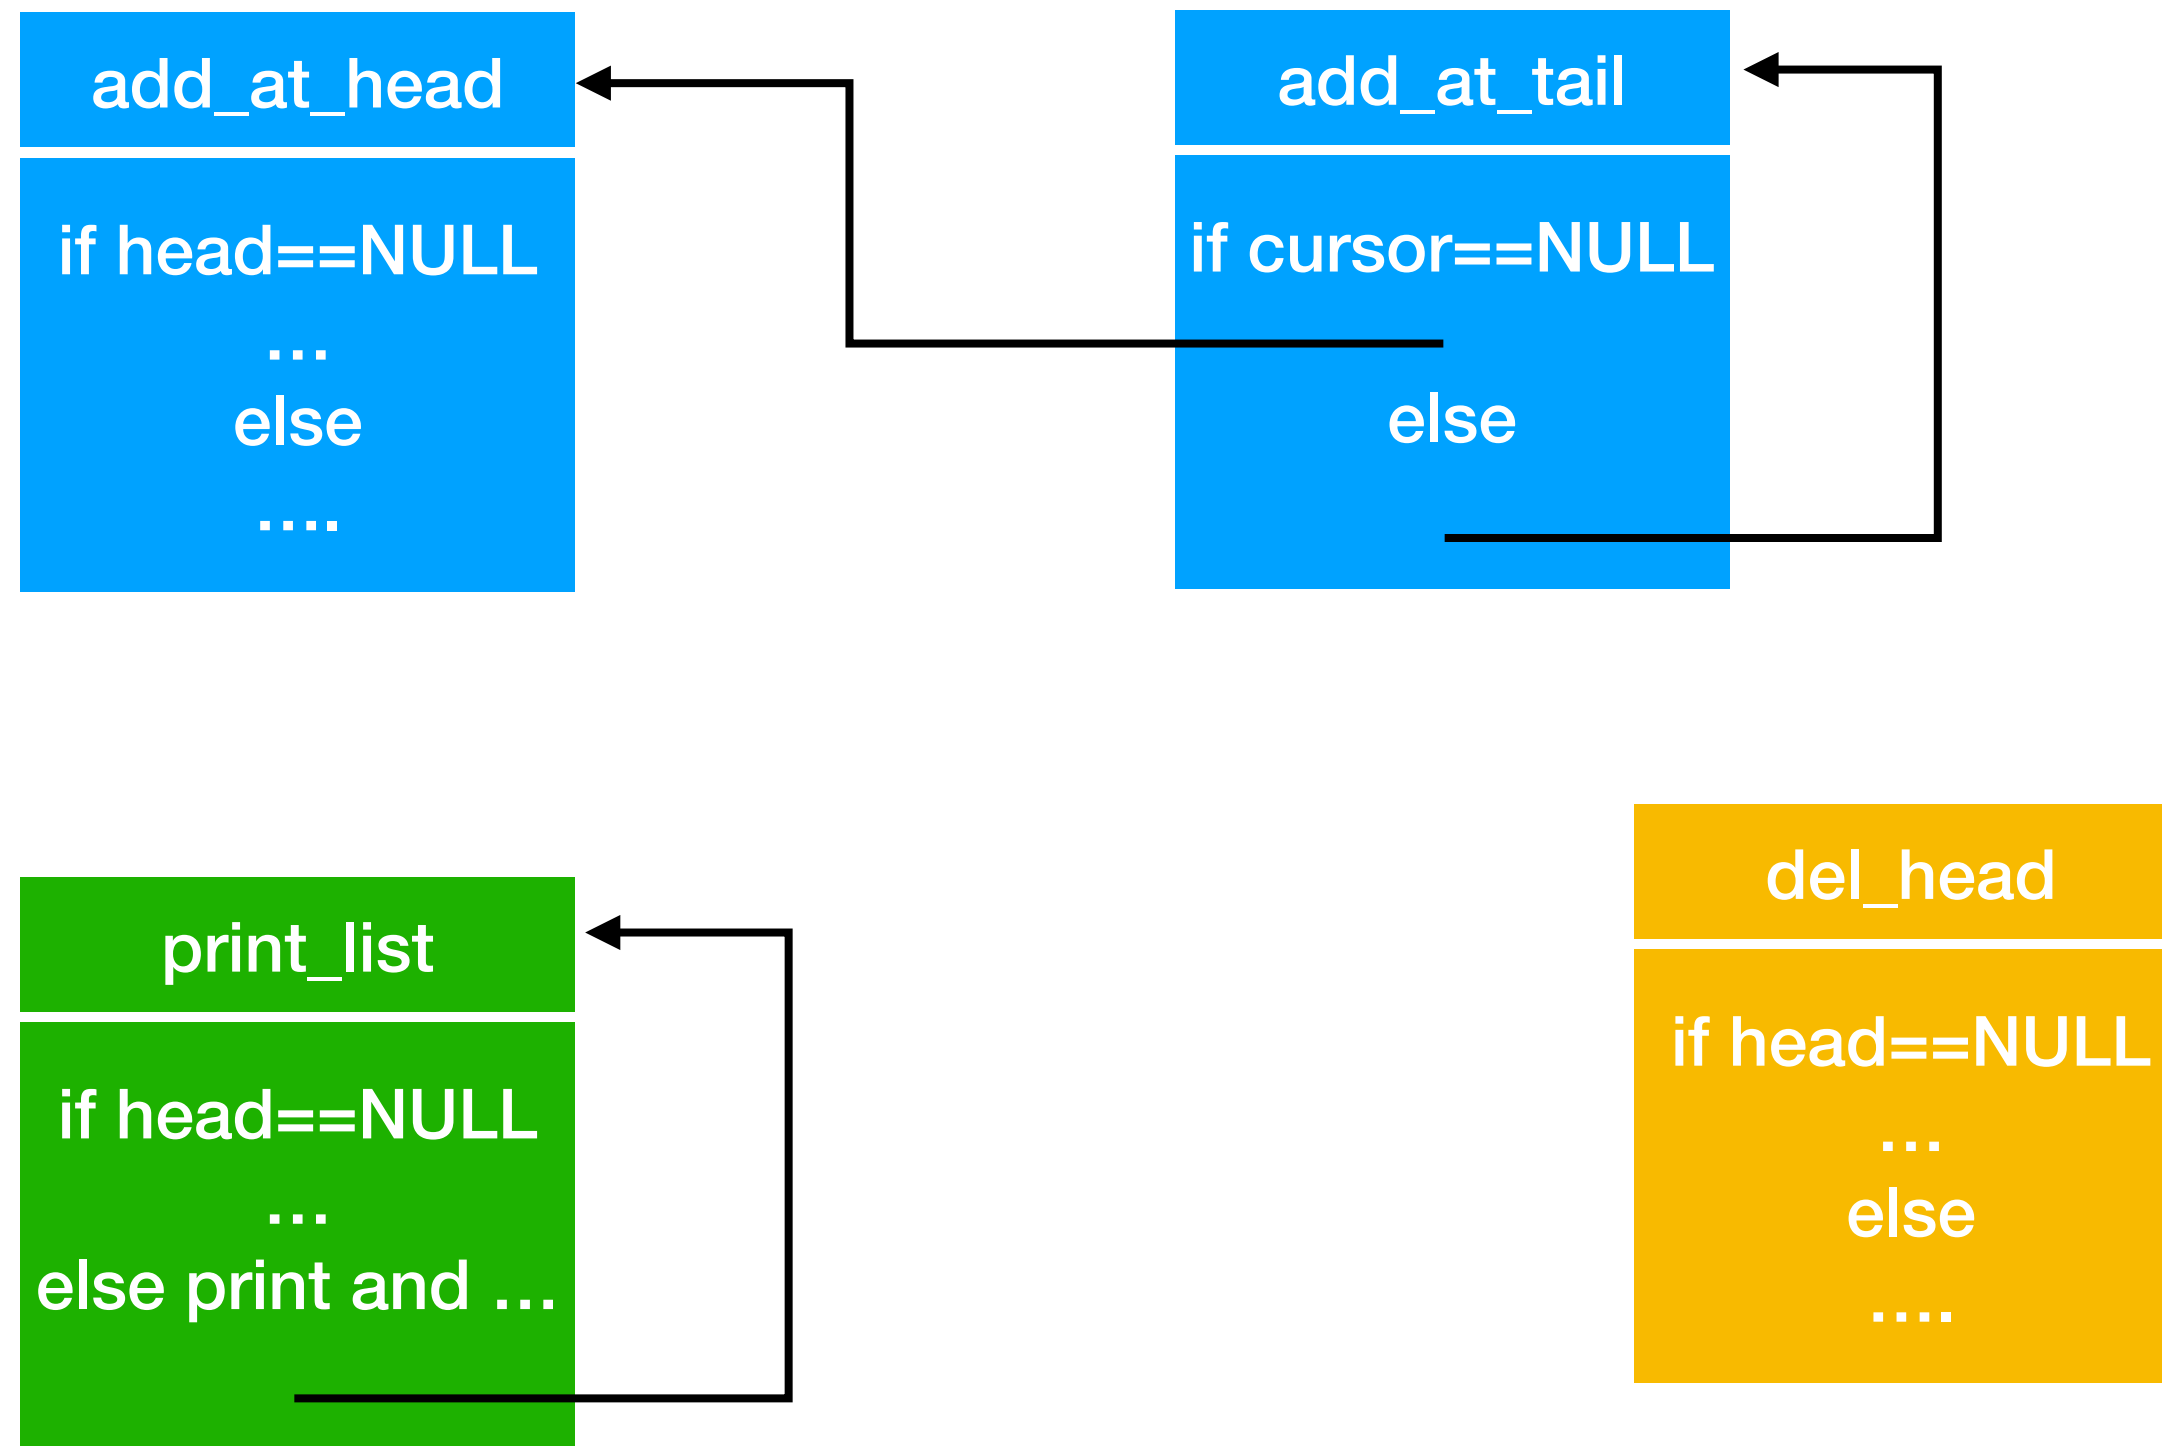 add_at_head
if head==NULL
...
else
....
add_at_tail
if cursor==NULL
else
print_list
if head==NULL
...
else print and ...
del_head
if head==NULL
...
else
....